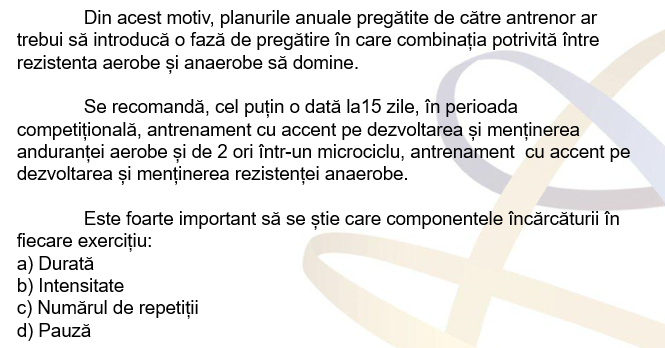 Din acest motiv, planurile anuale pregătite de către antrenor ar
trebui să introducă o fază de pregătire în care combinația potrivită între
rezistenta aerobe și anaerobe să domine.
Se recomandă, cel puțin o dată la15 zile, în perioada
competițională, antrenament cu accent pe dezvoltarea și menținerea
anduranței aerobe și de 2 ori într-un microciclu, antrenament  cu accent pe
dezvoltarea și menținerea rezistenței anaerobe.
Este foarte important să se știe care componentele încărcăturii în
fiecare exercițiu:
a) Durată
b) Intensitate
c) Numărul de repetiții
d) Pauză